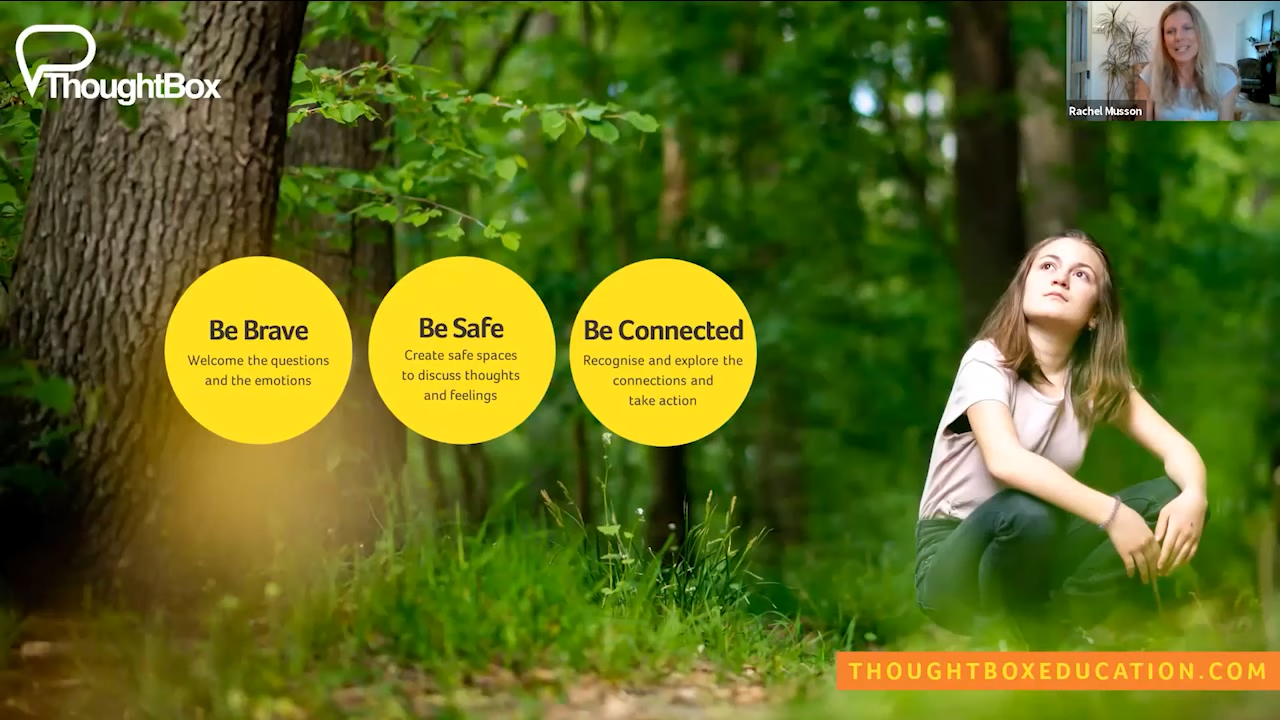 ThoughtBox
Rachel Musson
Be Brave
Welcome the questions
and the emotions
Be Safe
Create safe spaces
to discuss thoughts
and feelings
Be Connected
Recognise and explore the
connections and
take action
THOUGHTBOXEDUCATION.COM